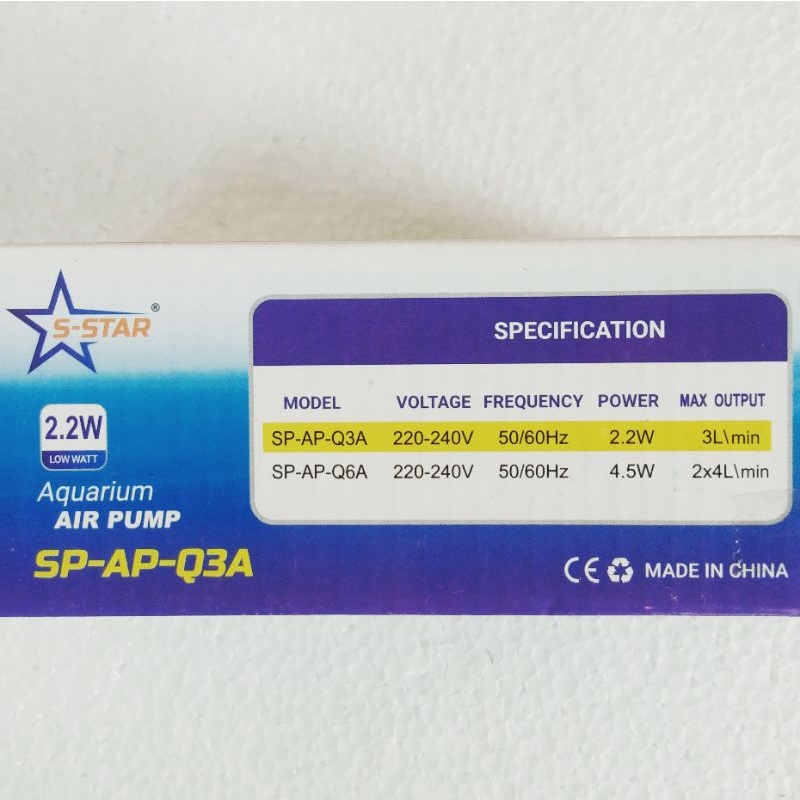 S-STAR®
2.2W
LOW WATT
Aquarium
AIR PUMP
SP-AP-Q3A
SPECIFICATION
MODEL VOLTAGE FREQUENCY POWER MAX OUTPUT
SP-AP-Q3A 220-240V 50/60Hz 2.2W 3L\min
SP-AP-Q6A 220-240V 50/60Hz 4.5W 2x4L\min
CE MADE IN CHINA